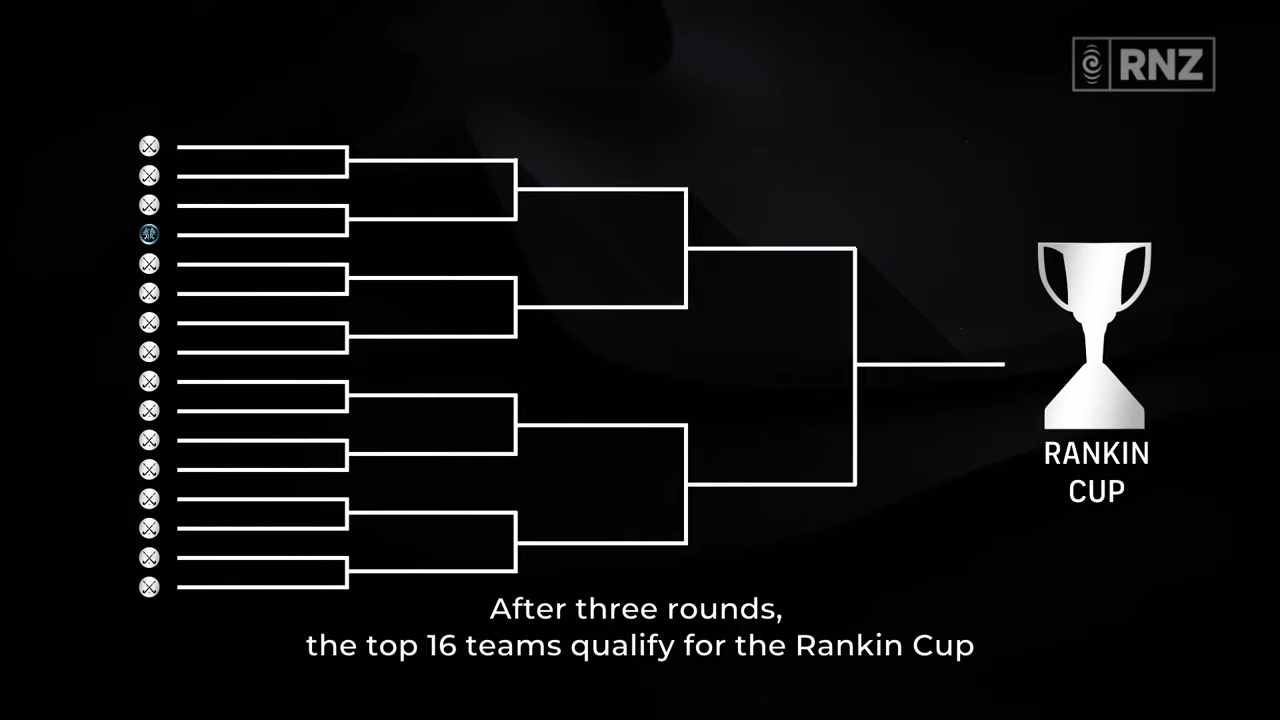 RNZ
RANKIN
CUP
After three rounds,
the top 16 teams qualify for the Rankin Cup